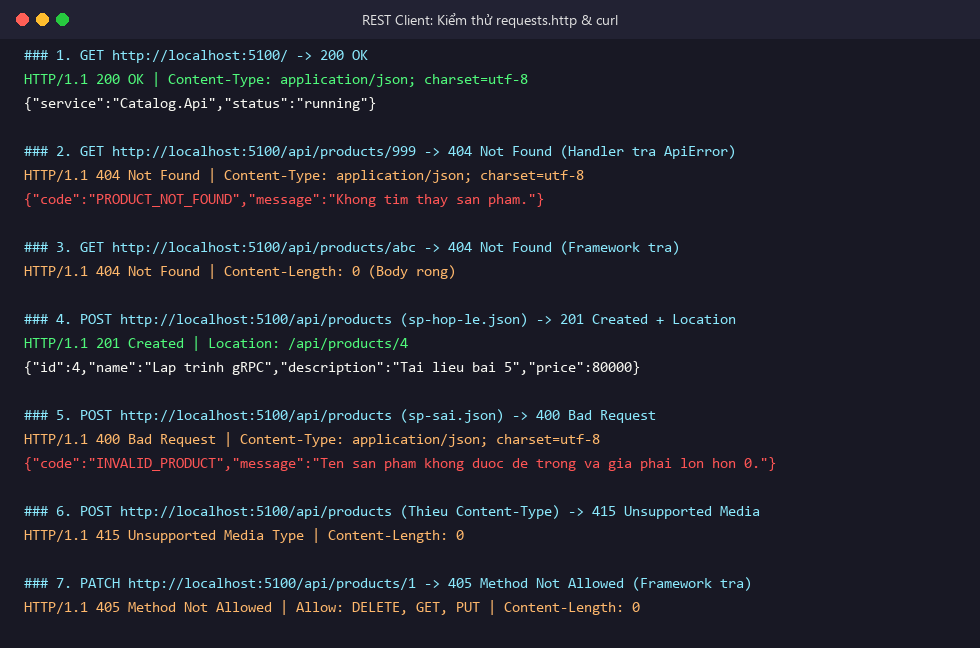 REST Client: Kiểm thử requests.http & curl
### 1. GET http://localhost:5100/ -> 200 OK
HTTP/1.1 200 OK | Content-Type: application/json; charset=utf-8
{"service":"Catalog.Api","status":"running"}
### 2. GET http://localhost:5100/api/products/999 -> 404 Not Found (Handler tra ApiError)
HTTP/1.1 404 Not Found | Content-Type: application/json; charset=utf-8
{"code":"PRODUCT_NOT_FOUND","message":"Khong tim thay san pham."}
### 3. GET http://localhost:5100/api/products/abc -> 404 Not Found (Framework tra)
HTTP/1.1 404 Not Found | Content-Length: 0 (Body rong)
### 4. POST http://localhost:5100/api/products (sp-hop-le.json) -> 201 Created + Location
HTTP/1.1 201 Created | Location: /api/products/4
{"id":4,"name":"Lap trinh gRPC","description":"Tai lieu bai 5","price":80000}
### 5. POST http://localhost:5100/api/products (sp-sai.json) -> 400 Bad Request
HTTP/1.1 400 Bad Request | Content-Type: application/json; charset=utf-8
{"code":"INVALID_PRODUCT","message":"Ten san pham khong duoc de trong va gia phai lon hon 0."}
### 6. POST http://localhost:5100/api/products (Thieu Content-Type) -> 415 Unsupported Media
HTTP/1.1 415 Unsupported Media Type | Content-Length: 0
### 7. PATCH http://localhost:5100/api/products/1 -> 405 Method Not Allowed (Framework tra)
HTTP/1.1 405 Method Not Allowed | Allow: DELETE, GET, PUT | Content-Length: 0